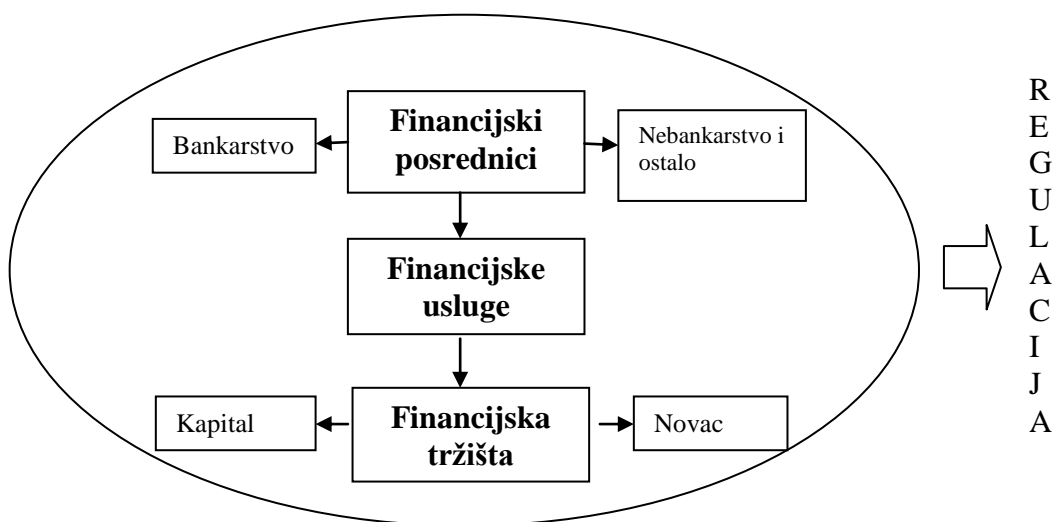 Financijski
posrednici
Bankarstvo
Nebankarstvo i
ostalo
Financijske
usluge
Financijska
tržišta
Kapital
Novac
R
E
G
U
L
A
C
I
J
A